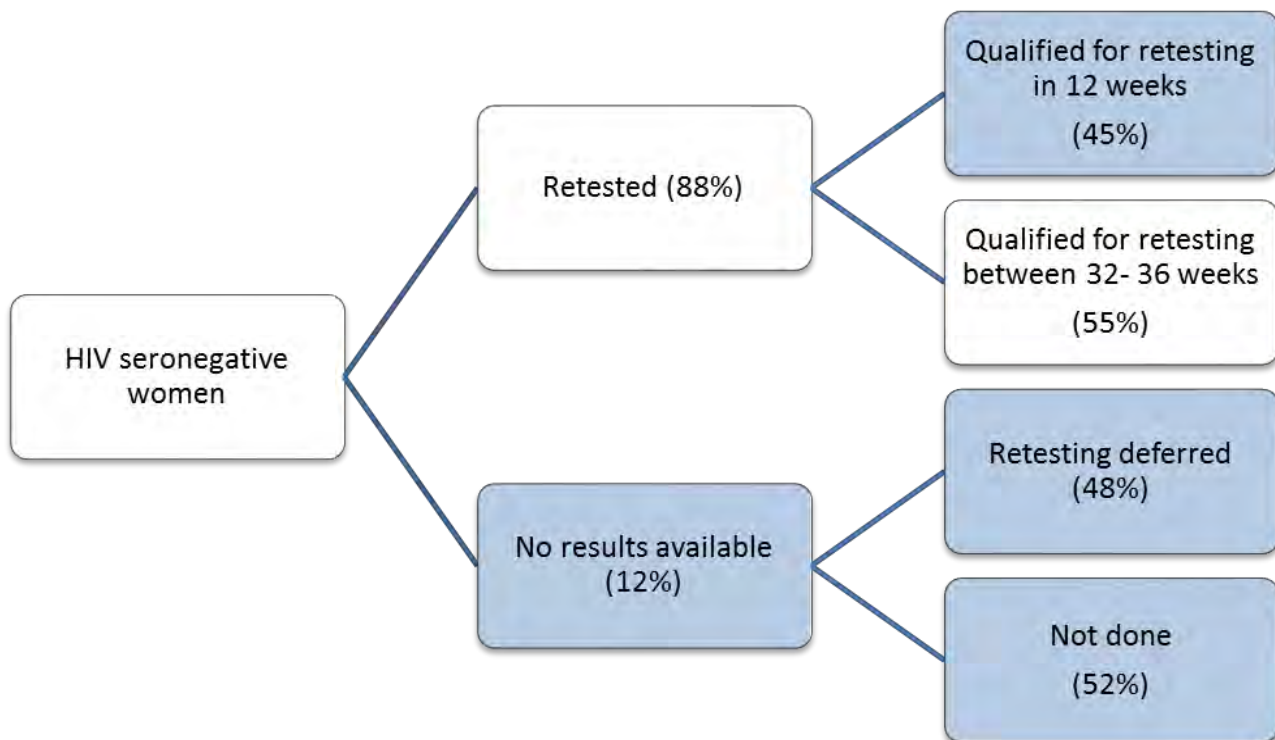 HIV seronegative
women
Retested (88%)
No results available
(12%)
Qualified for retesting
in 12 weeks
(45%)
Qualified for retesting
between 32- 36 weeks
(55%)
Retesting deferred
(48%)
Not done
(52%)